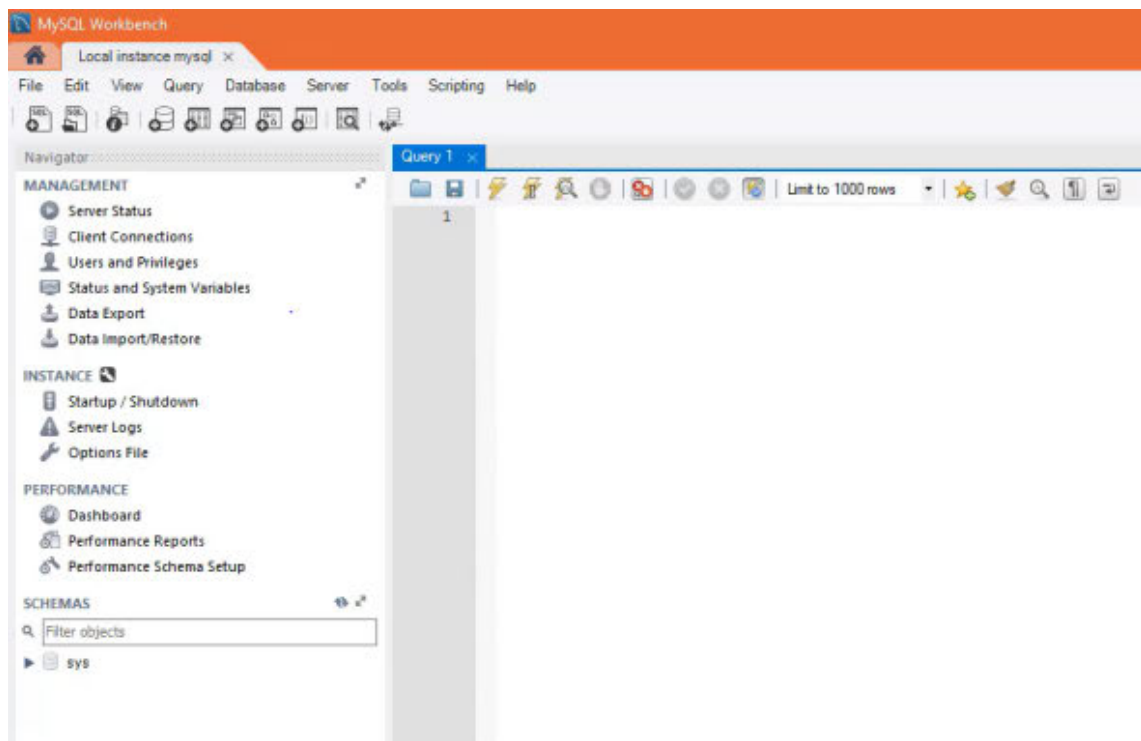 MySQL Workbench
Local instance mysql
File Edit View Query Database Server Tools Scripting Help
Navigator
Query 1
MANAGEMENT
Limit to 1000 rows
Server Status
1
Client Connections
Users and Privileges
Status and System Variables
Data Export
Data Import/Restore
INSTANCE
Startup / Shutdown
Server Logs
Options File
PERFORMANCE
Dashboard
Performance Reports
Performance Schema Setup
SCHEMAS
Filter objects
sys